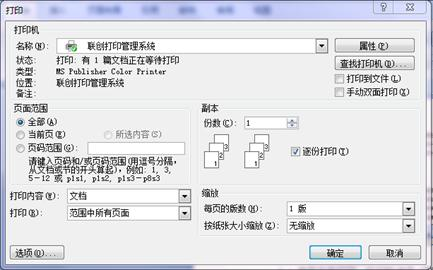 打印
打印机
名称(N): 联创打印管理系统 属性(P)
状态: 打印: 有 1 篇文档正在等待打印 查找打印机(D)...
类型: MS Publisher Color Printer
位置: 联创打印管理系统 打印到文件(L)
备注: 手动双面打印(X)
页面范围 副本
全部(A) 份数(C): 1
当前页(E) 所选内容(S)
页码范围(G):
请键入页码和/或页码范围(用逗号分隔, 逐份打印(T)
从文档或节的开头算起), 例如: 1, 3,
5-12 或 p1s1, p1s2, p1s3-p8s3
打印内容(W): 文档 缩放
打印(R): 范围中所有页面 每页的版数(H): 1 版
按纸张大小缩放(Z): 无缩放
选项(O)... 确定 取消